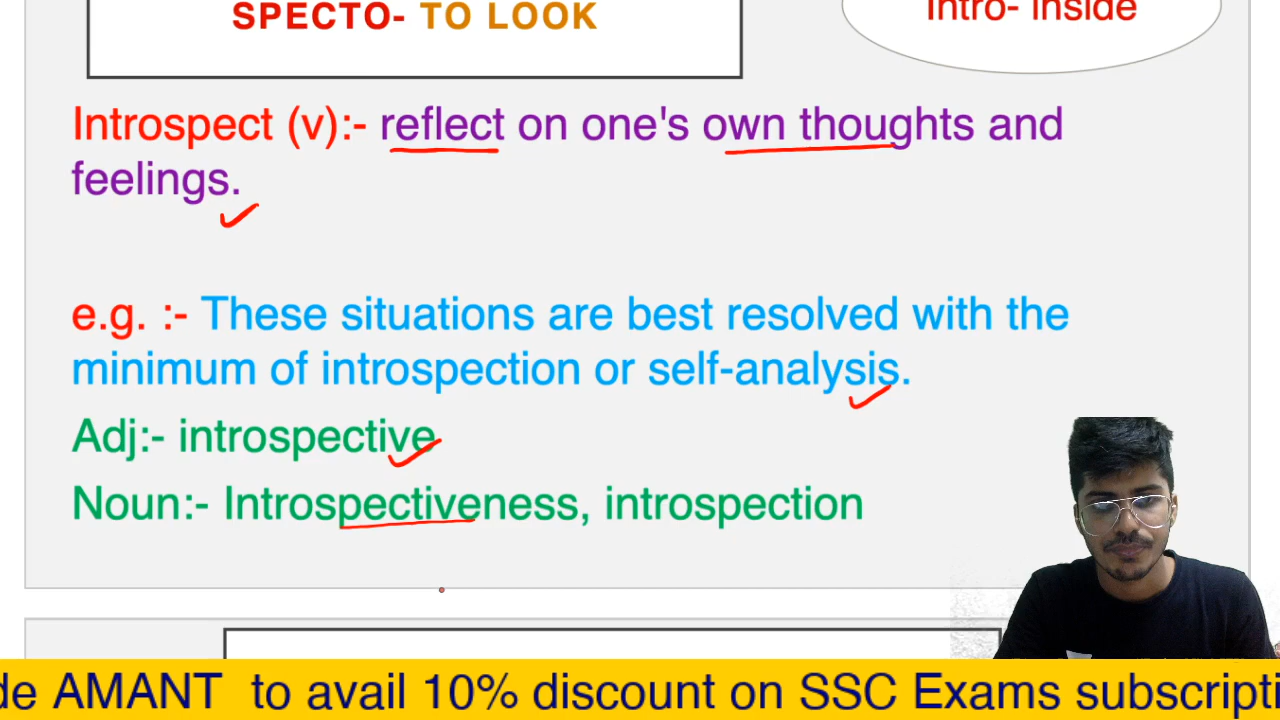 SPECTO- TO LOOK
Intro- inside
Introspect (v):- reflect on one's own thoughts and
feelings.
e.g. :- These situations are best resolved with the
minimum of introspection or self-analysis.
Adj:- introspective
Noun:- Introspectiveness, introspection
de AMANT to avail 10% discount on SSC Exams subscripti